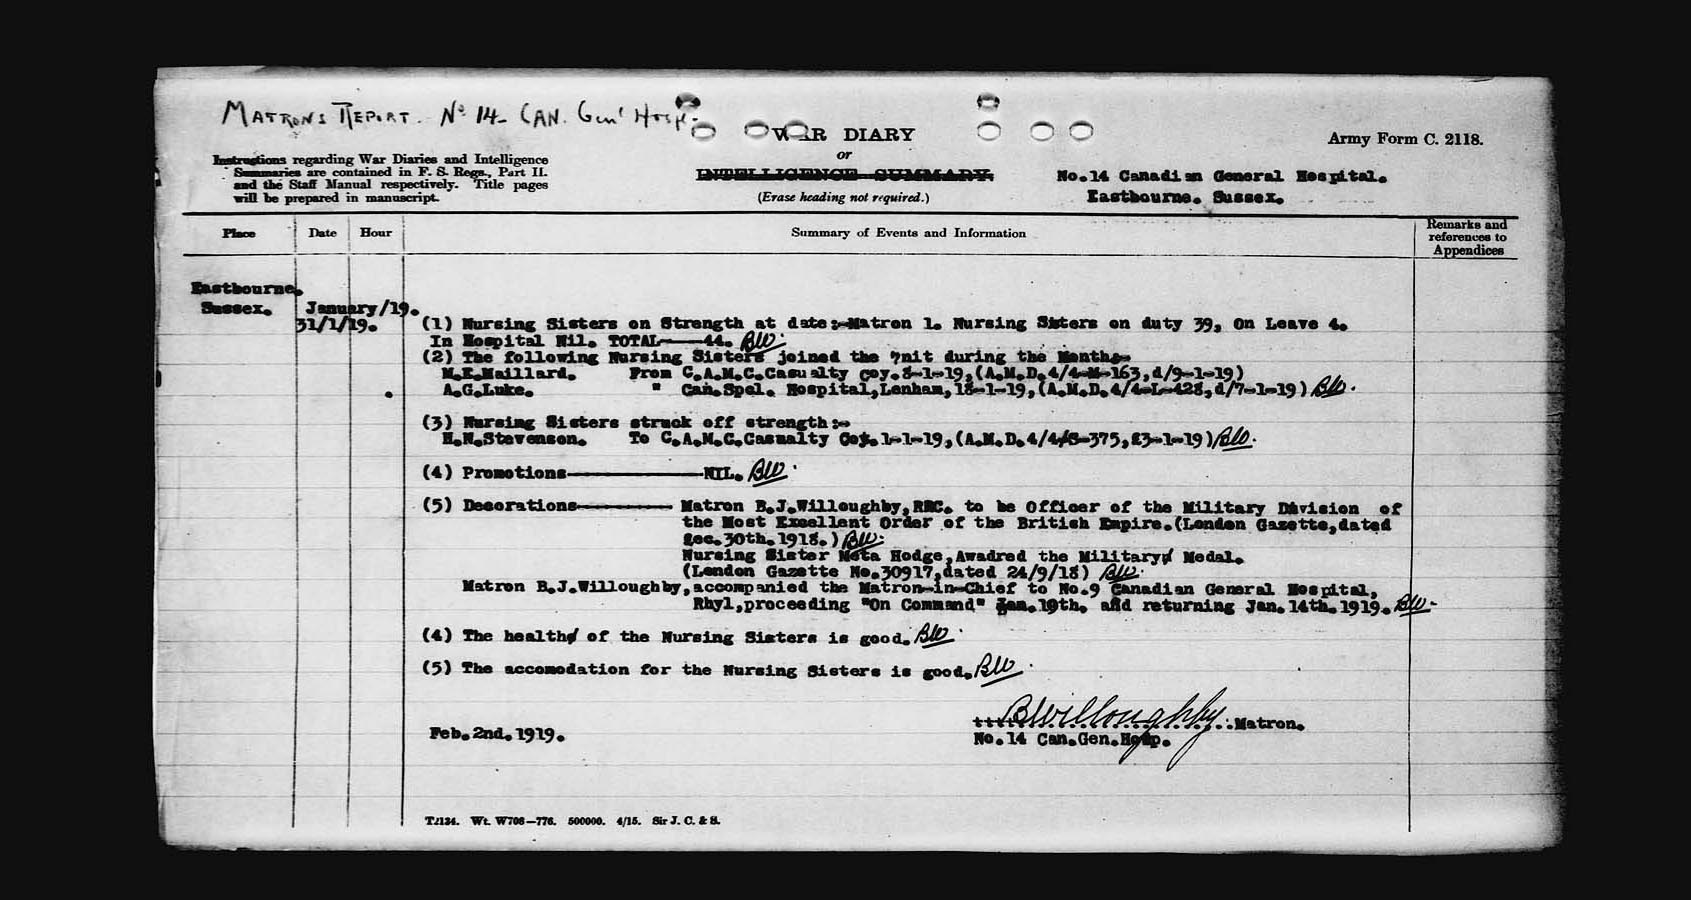 MATRONS REPORT. No 14 CAN. Gen' Hosp.
WAR DIARY
or
INTELLIGENCE SUMMARY.
(Erase heading not required.)
Army Form C. 2118.
Instructions regarding War Diaries and Intelligence
Summaries are contained in F. S. Regs., Part II.
and the Staff Manual respectively. Title pages
will be prepared in manuscript.
No.14 Canadian General Hospital.
Eastbourne. Sussex.
Place Date Hour Summary of Events and Information Remarks and
references to
Appendices
Eastbourne.
Sussex. January/19.
31/1/19. (1) Nursing Sisters on Strength at date:-Matron 1. Nursing Sisters on duty 39, On Leave 4.
In Hospital Nil. TOTAL----44. BW.
(2) The following Nursing Sisters joined the ?nit during the Month:-
M.E.Maillard. From C.A.M.C.Casualty Coy.8-1-19,(A.M.D.4/4-M-163,d/9-1-19)
A.G.Luke. " Can.Spel. Hospital,Lenham,18-1-19,(A.M.D.4/4-L-428,d/7-1-19) BW.
(3) Nursing Sisters struck off strength:-
H.N.Stevenson. To C.A.M.C.Casualty Coy.1-1-19,(A.M.D.4/4/S-375,23-1-19) BW.
(4) Promotions--------------NIL. BW.
(5) Decorations---------- Matron B.J.Willoughby,RRC. to be Officer of the Military Division of
the Most Excellent Order of the British Empire.(London Gazette,dated
Dec.30th.1918.) BW.
Nursing Sister Meta Hodge,Awadred the Military Medal.
(London Gazette No.30917,dated 24/9/18) BW.
Matron B.J.Willoughby,accompanied the Matron-in-Chief to No.9 Canadian General Hospital,
Rhyl,proceeding "On Command" Jan.10th. and returning Jan.14th.1919. BW.
(4) The health of the Nursing Sisters is good. BW.
(5) The accomodation for the Nursing Sisters is good. BW.
BWilloughby Matron.
Feb.2nd.1919.
No.14 Can.Gen.Hosp.
T2134. Wt. W708-776. 500000. 4/15. Sir J. C. & S.